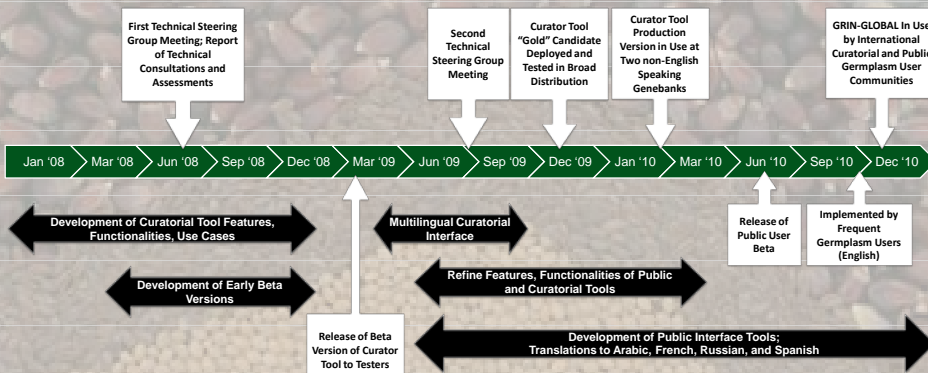 First Technical Steering
Group Meeting; Report
of Technical
Consultations and
Assessments
Second
Technical
Steering Group
Meeting
Curator Tool
“Gold” Candidate
Deployed and
Tested in Broad
Distribution
Curator Tool
Production
Version in Use at
Two non-English
Speaking
Genebanks
GRIN-GLOBAL In Use
by International
Curatorial and Public
Germplasm User
Communities
Jan ‘08 Mar ‘08 Jun ‘08 Sep ‘08 Dec ‘08 Mar ‘09 Jun ‘09 Sep ‘09 Dec ‘09 Jan ‘10 Mar ‘10 Jun ‘10 Sep ‘10 Dec ‘10
Development of Curatorial Tool Features,
Functionalities, Use Cases
Multilingual Curatorial
Interface
Release of
Public User
Beta
Implemented by
Frequent
Germplasm Users
(English)
Development of Early Beta
Versions
Refine Features, Functionalities of Public
and Curatorial Tools
Release of Beta
Version of Curator
Tool to Testers
Development of Public Interface Tools;
Translations to Arabic, French, Russian, and Spanish